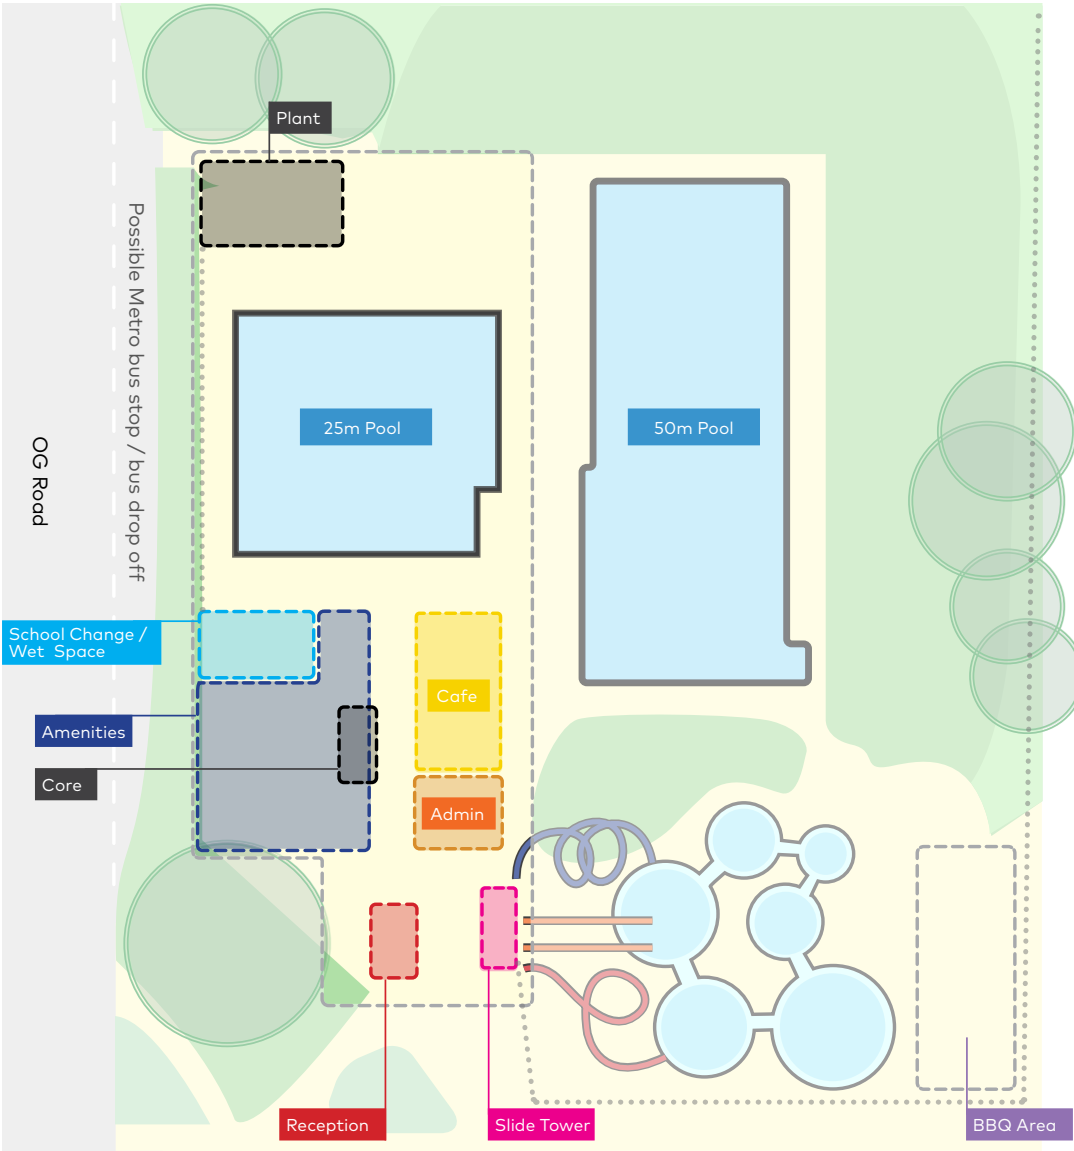 Plant
Possible Metro bus stop / bus drop off
OG Road
25m Pool
50m Pool
School Change /
Wet Space
Cafe
Amenities
Core
Admin
Reception
Slide Tower
BBQ Area